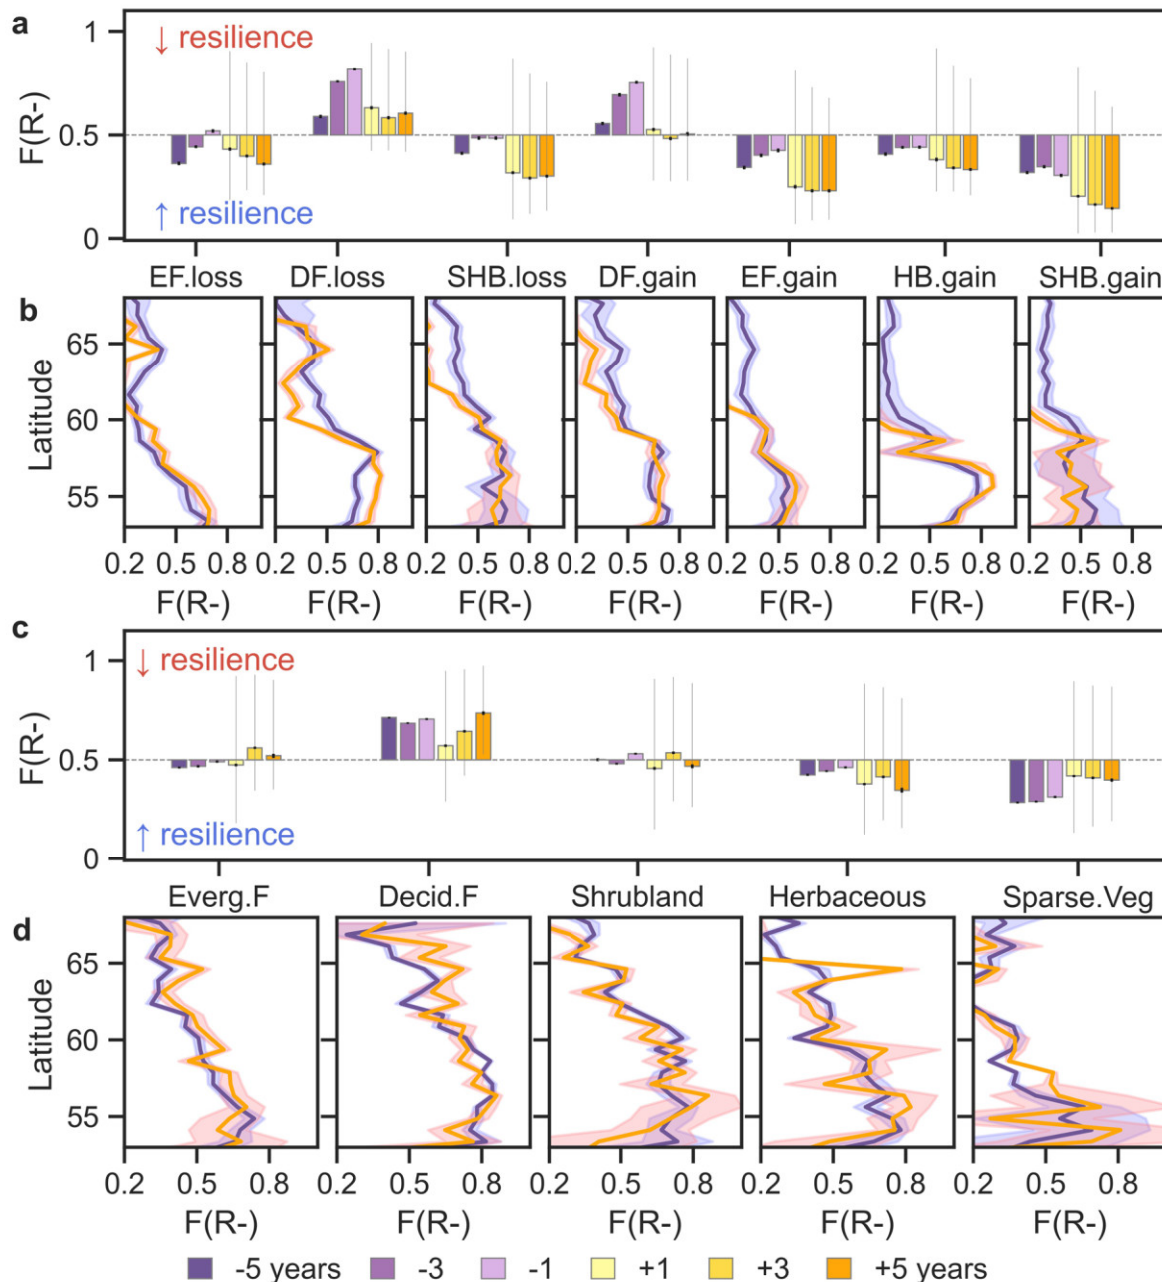 a
1
↓ resilience
F(R-)
0.5
↑ resilience
0
EF.loss DF.loss SHB.loss DF.gain EF.gain HB.gain SHB.gain
b
65
Latitude
60
55
0.2 0.5 0.8 0.2 0.5 0.8 0.2 0.5 0.8 0.2 0.5 0.8 0.2 0.5 0.8 0.2 0.5 0.8 0.2 0.5 0.8
F(R-) F(R-) F(R-) F(R-) F(R-) F(R-) F(R-)
c
1
↓ resilience
F(R-)
0.5
↑ resilience
0
Everg.F Decid.F Shrubland Herbaceous Sparse.Veg
d
65
Latitude
60
55
0.2 0.5 0.8 0.2 0.5 0.8 0.2 0.5 0.8 0.2 0.5 0.8 0.2 0.5 0.8
F(R-) F(R-) F(R-) F(R-) F(R-)
-5 years -3 -1 +1 +3 +5 years